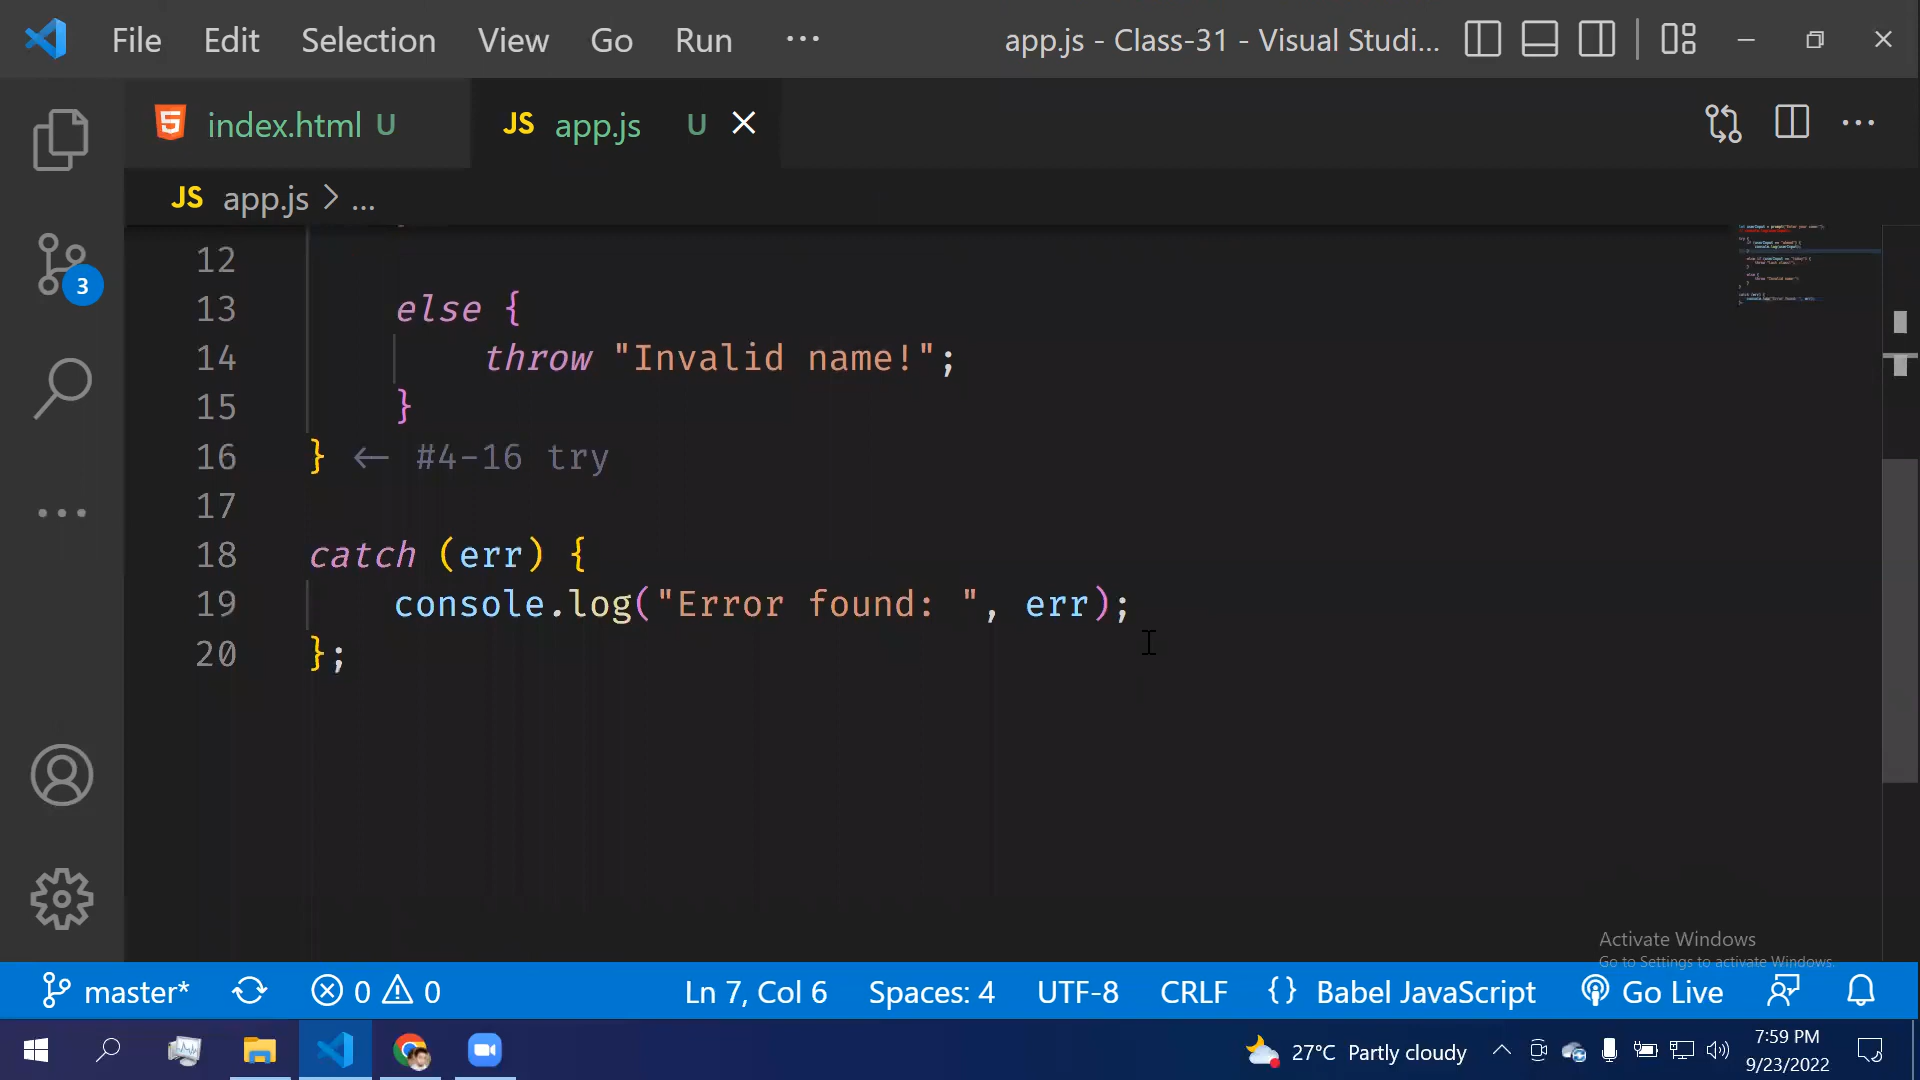 File Edit Selection View Go Run ··· app.js - Class-31 - Visual Studi...
index.html U JS app.js U
JS app.js > ...
12
13 else {
14 throw "Invalid name!";
15 }
16 } ← #4-16 try
17
18 catch (err) {
19 console.log("Error found: ", err);
20 };
3
Activate Windows
Go to Settings to activate Windows.
master* 0 0 Ln 7, Col 6 Spaces: 4 UTF-8 CRLF {} Babel JavaScript Go Live
27°C Partly cloudy 7:59 PM
9/23/2022